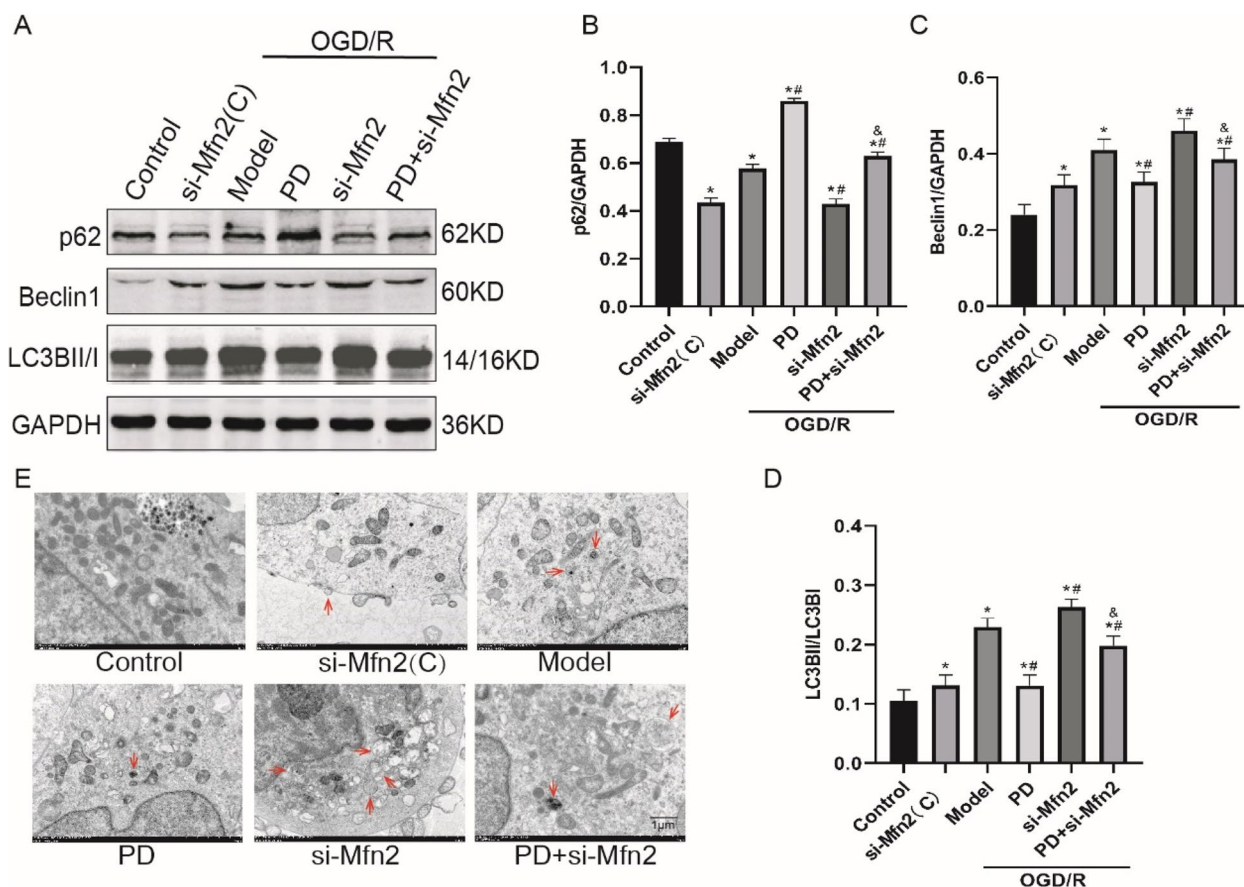 A
OGD/R
Control
si-Mfn2(C)
Model
PD
si-Mfn2
PD+si-Mfn2
p62
62KD
Beclin1
60KD
LC3BII/I
14/16KD
GAPDH
36KD
B
p62/GAPDH
1.0
0.8
0.6
0.4
0.2
0.0
*
*
*#
*#
&
*#
Control
si-Mfn2(C)
Model
PD
si-Mfn2
PD+si-Mfn2
OGD/R
C
Beclin1/GAPDH
0.6
0.4
0.2
0.0
*
*
*#
*#
&
*#
Control
si-Mfn2(C)
Model
PD
si-Mfn2
PD+si-Mfn2
OGD/R
E
Control
si-Mfn2(C)
Model
PD
si-Mfn2
PD+si-Mfn2
1μm
D
LC3BII/LC3BI
0.4
0.3
0.2
0.1
0.0
*
*
*#
*#
&
*#
Control
si-Mfn2(C)
Model
PD
si-Mfn2
PD+si-Mfn2
OGD/R